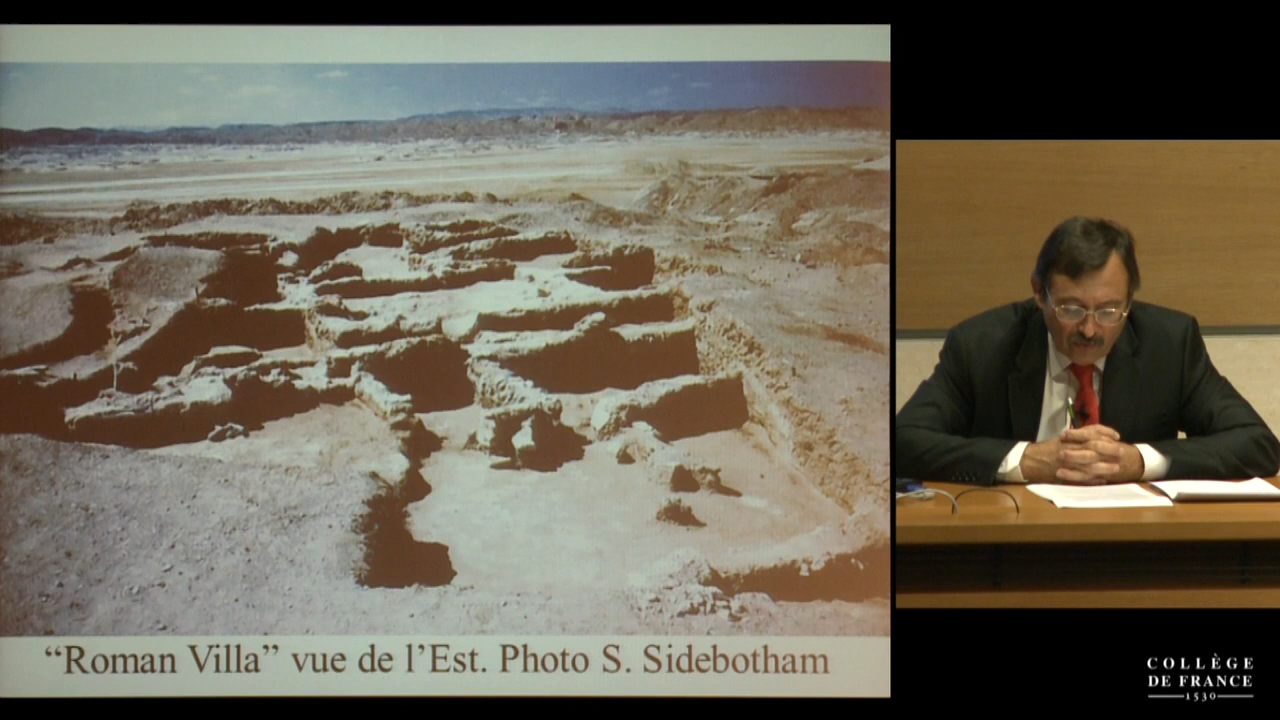 “Roman Villa” vue de l’Est. Photo S. Sidebotham
COLLÈGE
DE FRANCE
1530